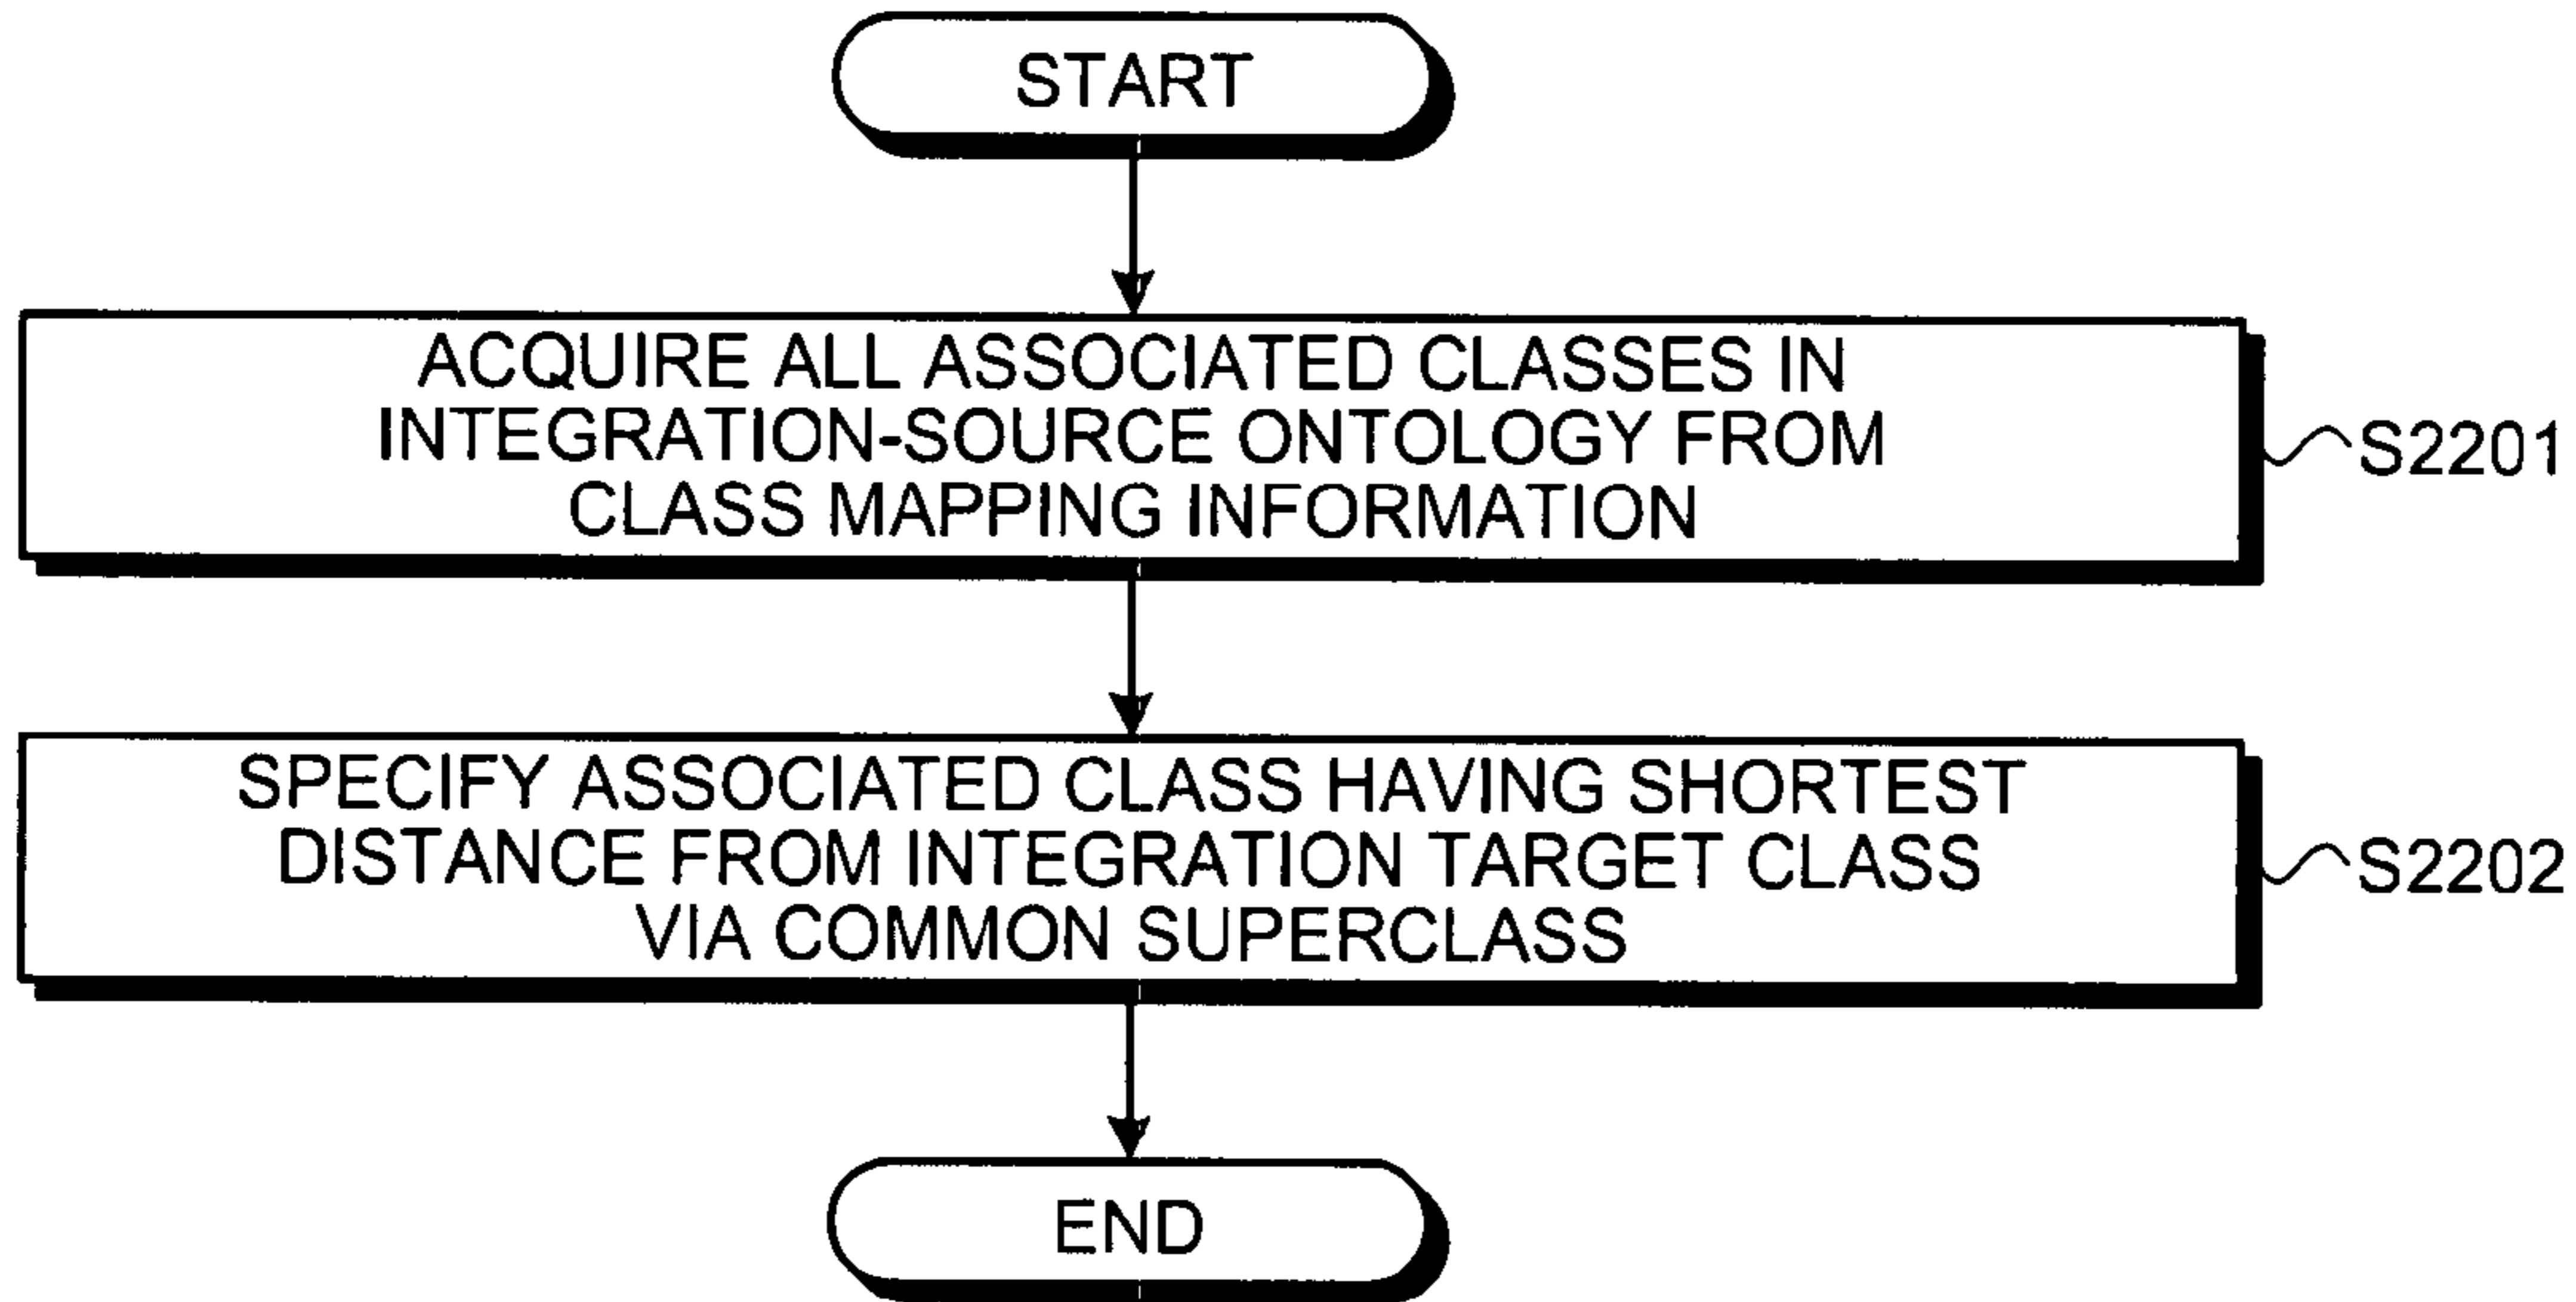 START
ACQUIRE ALL ASSOCIATED CLASSES IN
INTEGRATION-SOURCE ONTOLOGY FROM
CLASS MAPPING INFORMATION
S2201
SPECIFY ASSOCIATED CLASS HAVING SHORTEST
DISTANCE FROM INTEGRATION TARGET CLASS
VIA COMMON SUPERCLASS
S2202
END